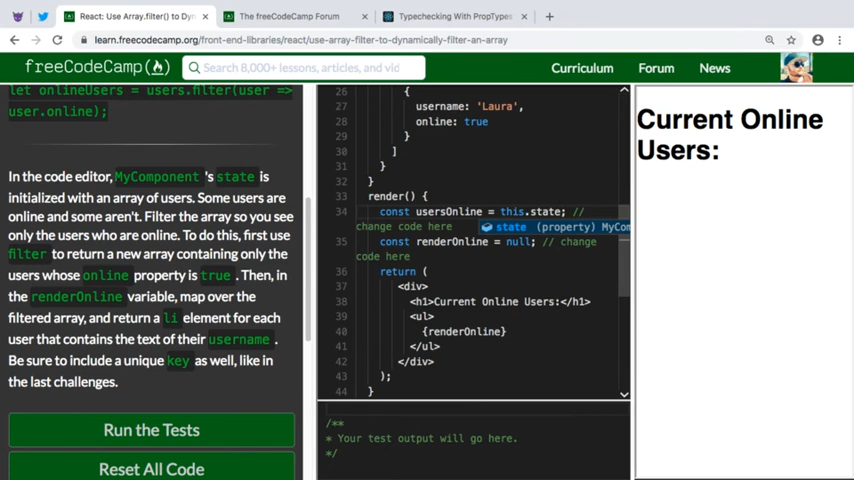 React: Use Array.filter() to Dyn
The freeCodeCamp Forum
Typechecking With PropTypes
learn.freecodecamp.org/front-end-libraries/react/use-array-filter-to-dynamically-filter-an-array
freeCodeCamp
Search 8,000+ lessons, articles, and vid
Curriculum
Forum
News
let onlineUsers = users.filter(user =>
user.online);
In the code editor, MyComponent 's state is
initialized with an array of users. Some users are
online and some aren't. Filter the array so you see
only the users who are online. To do this, first use
filter to return a new array containing only the
users whose online property is true . Then, in
the renderOnline variable, map over the
filtered array, and return a li element for each
user that contains the text of their username .
Be sure to include a unique key as well, like in
the last challenges.
Run the Tests
Reset All Code
26 {
27 username: 'Laura',
28 online: true
29 }
30 ]
31 }
32 }
33 render() {
34 const usersOnline = this.state; //
change code here
state (property) MyCom
35 const renderOnline = null; // change
code here
36 return (
37 <div>
38 <h1>Current Online Users:</h1>
39 <ul>
40 {renderOnline}
41 </ul>
42 </div>
43 );
44 }
/**
* Your test output will go here.
*/
Current Online
Users: